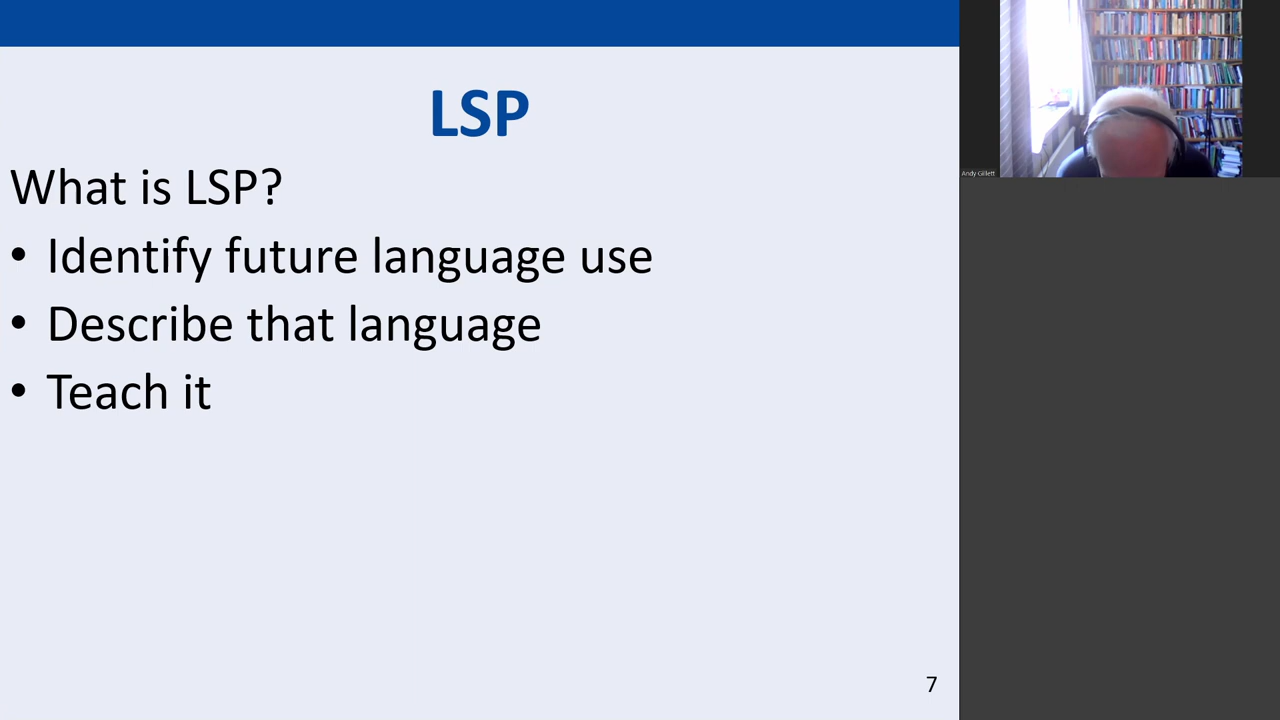 LSP
What is LSP?
• Identify future language use
• Describe that language
• Teach it
7
Andy Gillett